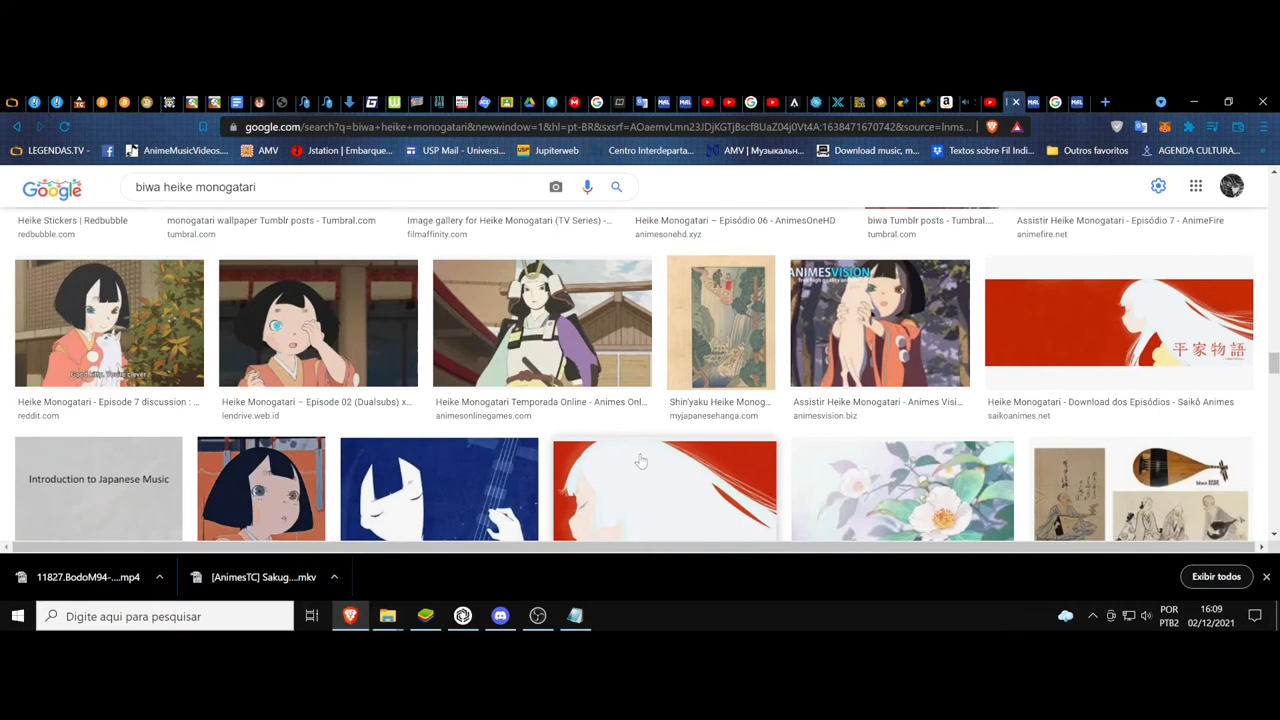 google.com/search?q=biwa+heike+monogatari&newwindow=1&hl=pt-BR&sxsrf=AOaemvLmn23JDjKGTjBscf8UaZ04j0Vt4A:1638471670742&source=lnms...
LEGENDAS.TV -
AnimeMusicVideos....
AMV
Jstation | Embarque...
USP Mail - Universi...
Jupiterweb
Centro Interdeparta...
AMV | Музыкальн...
Download music, m...
Textos sobre Fil Indi...
Outros favoritos
AGENDA CULTURA...
Google
biwa heike monogatari
Heike Stickers | Redbubble
redbubble.com
monogatari wallpaper Tumblr posts - Tumbral.com
tumbral.com
Image gallery for Heike Monogatari (TV Series) -...
filmaffinity.com
Heike Monogatari – Episódio 06 - AnimesOneHD
animesonehd.xyz
biwa Tumblr posts - Tumbral....
tumbral.com
Assistir Heike Monogatari - Episódio 7 - AnimeFire
animefire.net
Good kitty. You're clever.
ANIMESVISION
平家物語
Heike Monogatari - Episode 7 discussion : ...
reddit.com
Heike Monogatari – Episode 02 (Dualsubs) x...
lendrive.web.id
Heike Monogatari Temporada Online - Animes Onl...
animesonlinegames.com
Shin'yaku Heike Monog...
myjapanesehanga.com
Assistir Heike Monogatari - Animes Visi...
animesvision.biz
Heike Monogatari - Download dos Episódios - Saikô Animes
saikoanimes.net
Introduction to Japanese Music
11827.BodoM94-....mp4
[AnimesTC] Sakug....mkv
Exibir todos
Digite aqui para pesquisar
POR
PTB2
16:09
02/12/2021